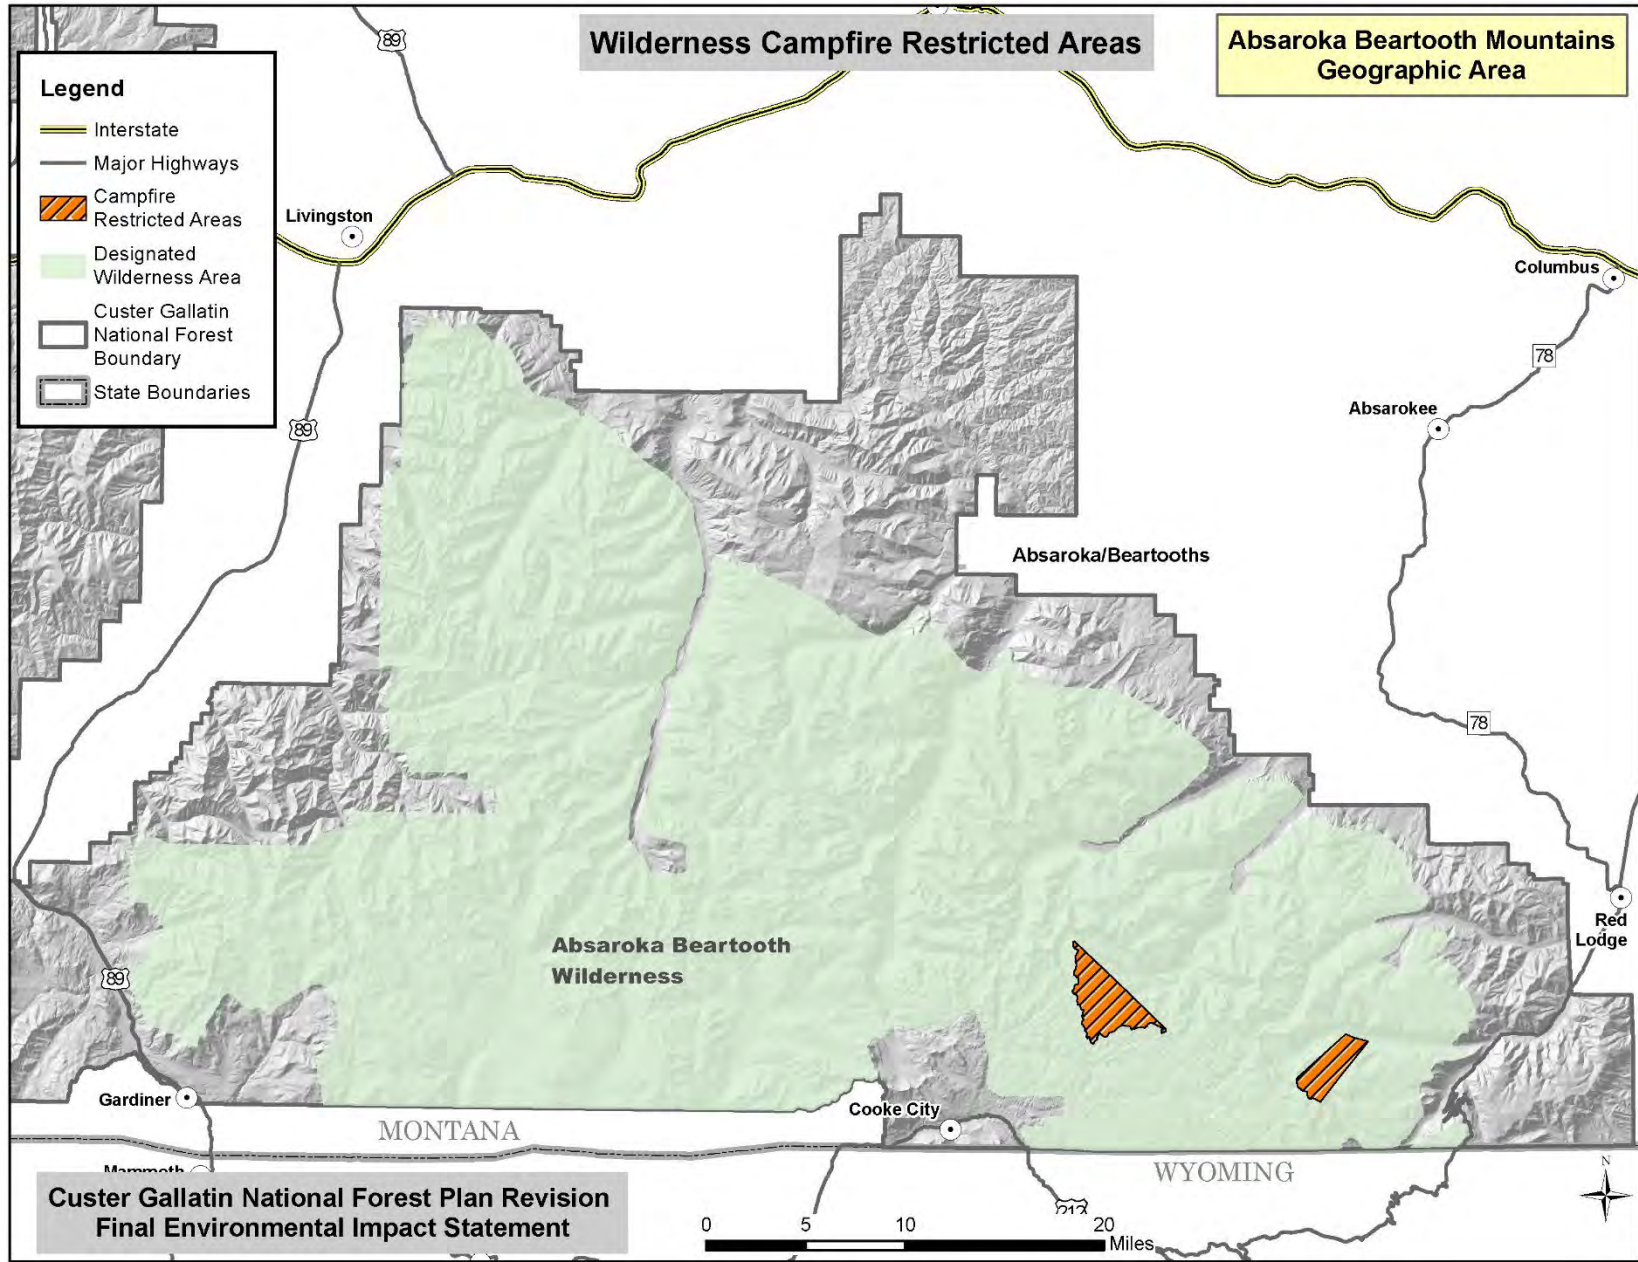 Wilderness Campfire Restricted Areas
Absaroka Beartooth Mountains
Geographic Area
Legend
Interstate
Major Highways
Campfire
Restricted Areas
Designated
Wilderness Area
Custer Gallatin
National Forest
Boundary
State Boundaries
89
Livingston
89
Columbus
78
Absarokee
Absaroka/Beartooths
78
Red
Lodge
Absaroka Beartooth
Wilderness
89
Gardiner
Cooke City
MONTANA
WYOMING
Mammoth
212
N
Custer Gallatin National Forest Plan Revision
Final Environmental Impact Statement
0 5 10 20
Miles